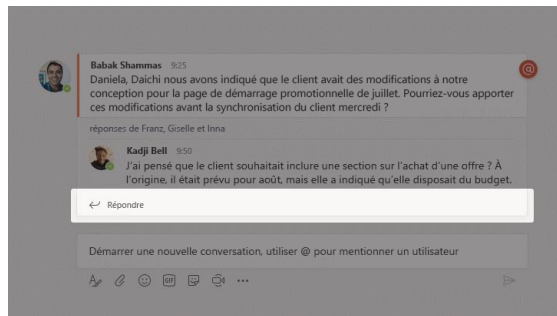 Babak Shammas 9:25
Daniela, Daichi nous avons indiqué que le client avait des modifications à notre
conception pour la page de démarrage promotionnelle de juillet. Pourriez-vous apporter
ces modifications avant la synchronisation du client mercredi ?
réponses de Franz, Giselle et Inna
Kadji Bell 9:50
J'ai pensé que le client souhaitait inclure une section sur l'achat d'une offre ? À
l'origine, il était prévu pour août, mais elle a indiqué qu'elle disposait du budget.
Répondre
Démarrer une nouvelle conversation, utiliser @ pour mentionner un utilisateur
GIF